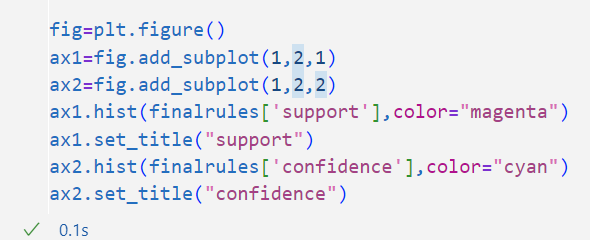 fig=plt.figure()
ax1=fig.add_subplot(1,2,1)
ax2=fig.add_subplot(1,2,2)
ax1.hist(finalrules['support'],color="magenta")
ax1.set_title("support")
ax2.hist(finalrules['confidence'],color="cyan")
ax2.set_title("confidence")
0.1s